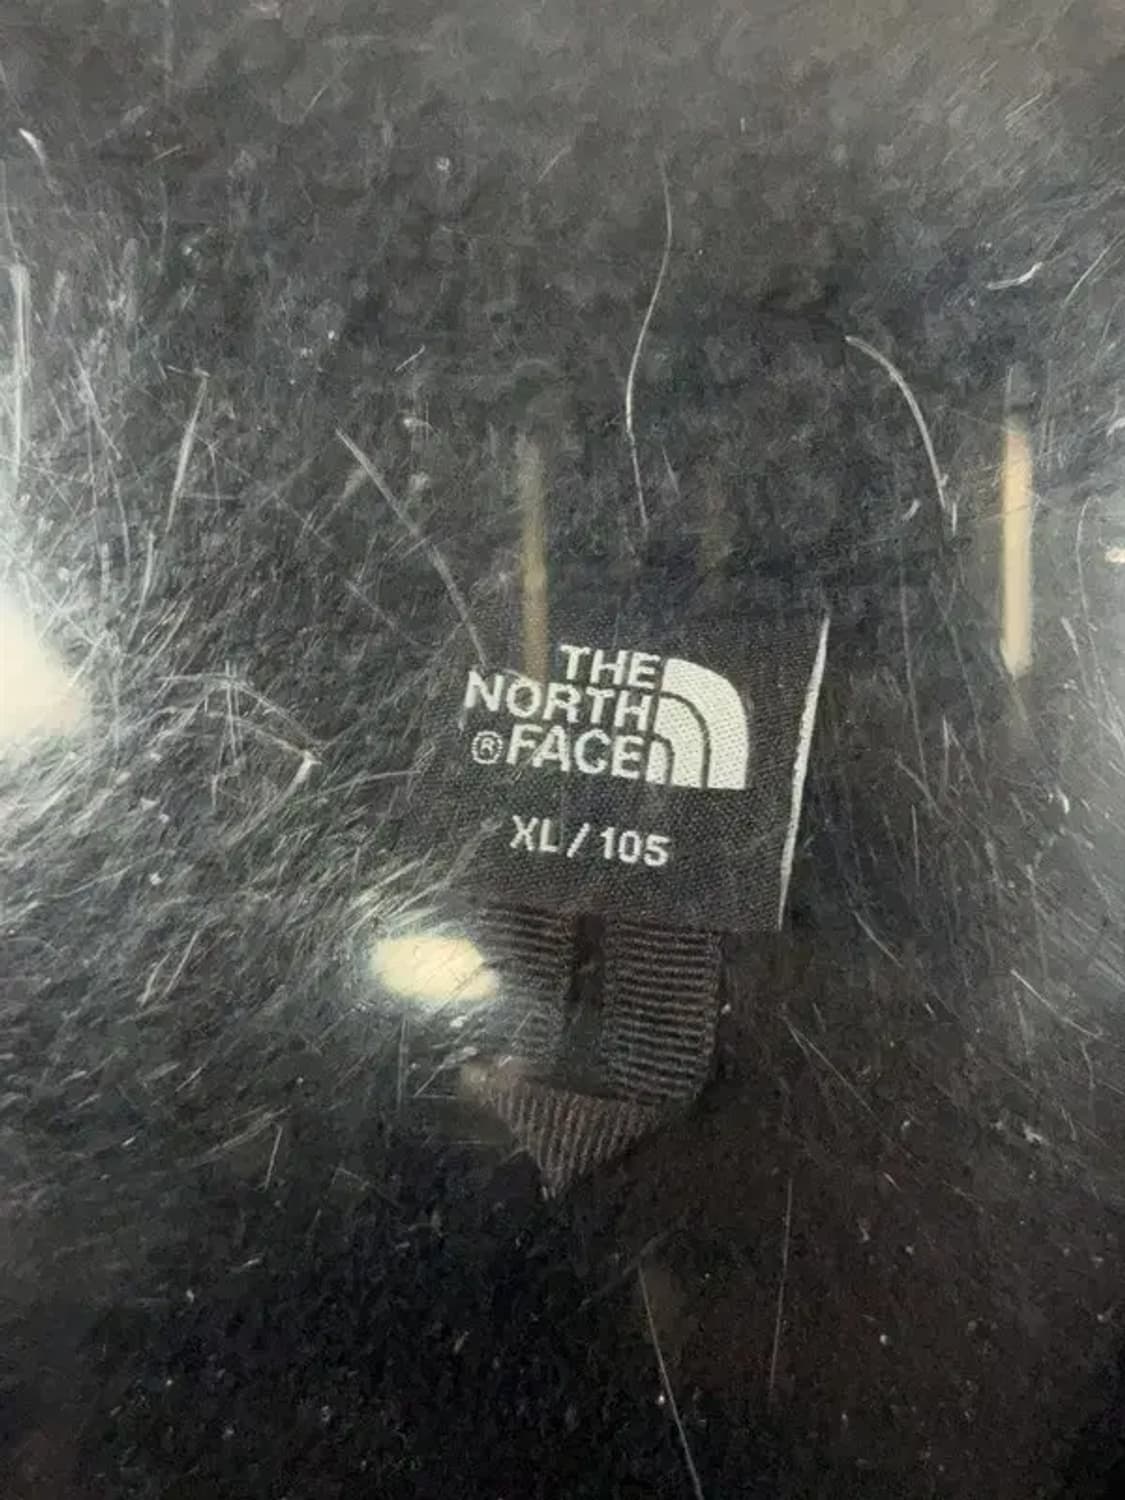 THE
NORTH
®FACE
XL/105